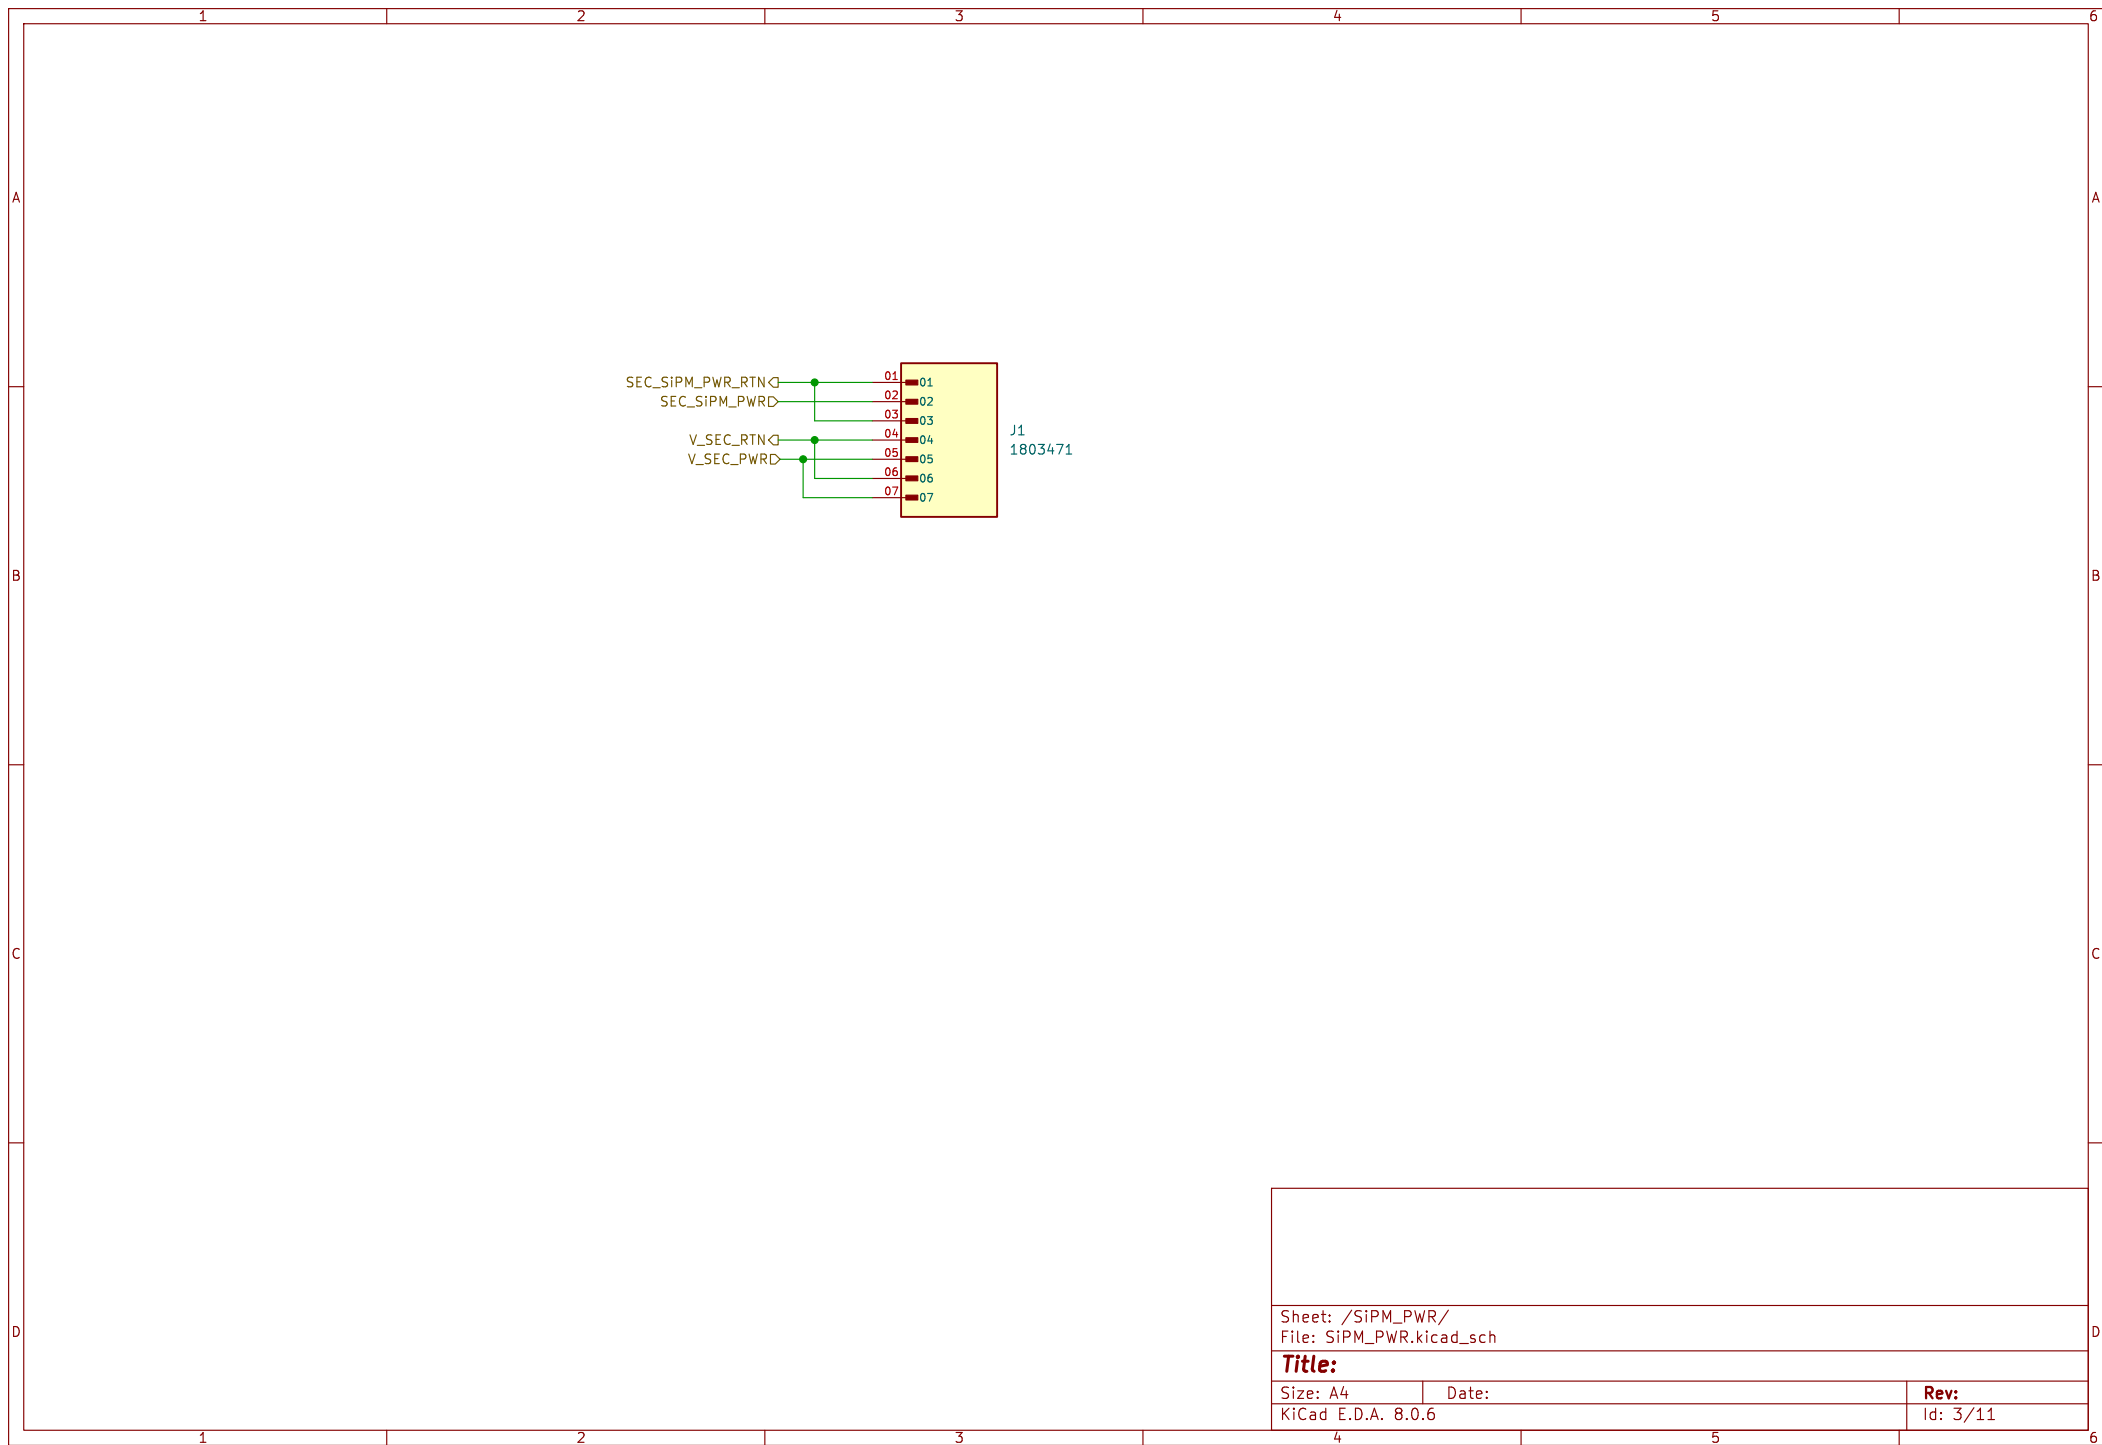 1 2 3 4 5 6
A A
SEC_SiPM_PWR_RTN 01 01
SEC_SiPM_PWR 02 02
03 03
J1
V_SEC_RTN 04 04
1803471
V_SEC_PWR 05 05
06 06
07 07
B B
C C
Sheet: /SiPM_PWR/
File: SiPM_PWR.kicad_sch
D D
Title:
Size: A4 Date: Rev:
KiCad E.D.A. 8.0.6 Id: 3/11
1 2 3 4 5 6